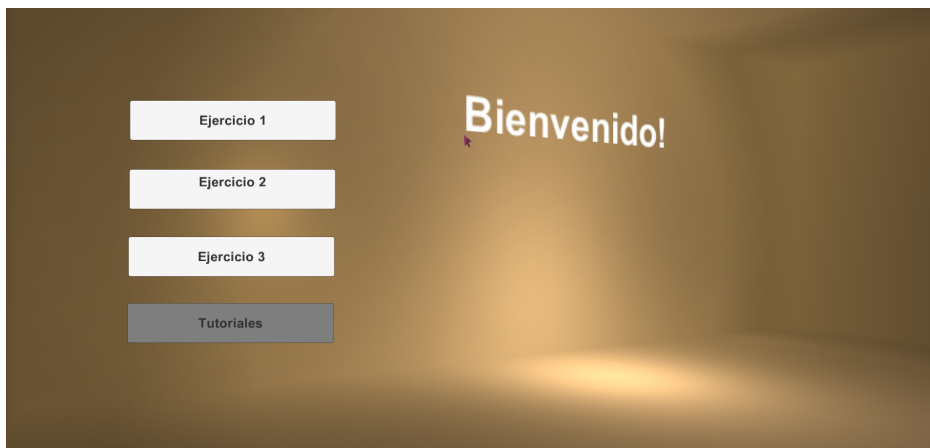 Ejercicio 1
Ejercicio 2
Ejercicio 3
Tutoriales
Bienvenido!